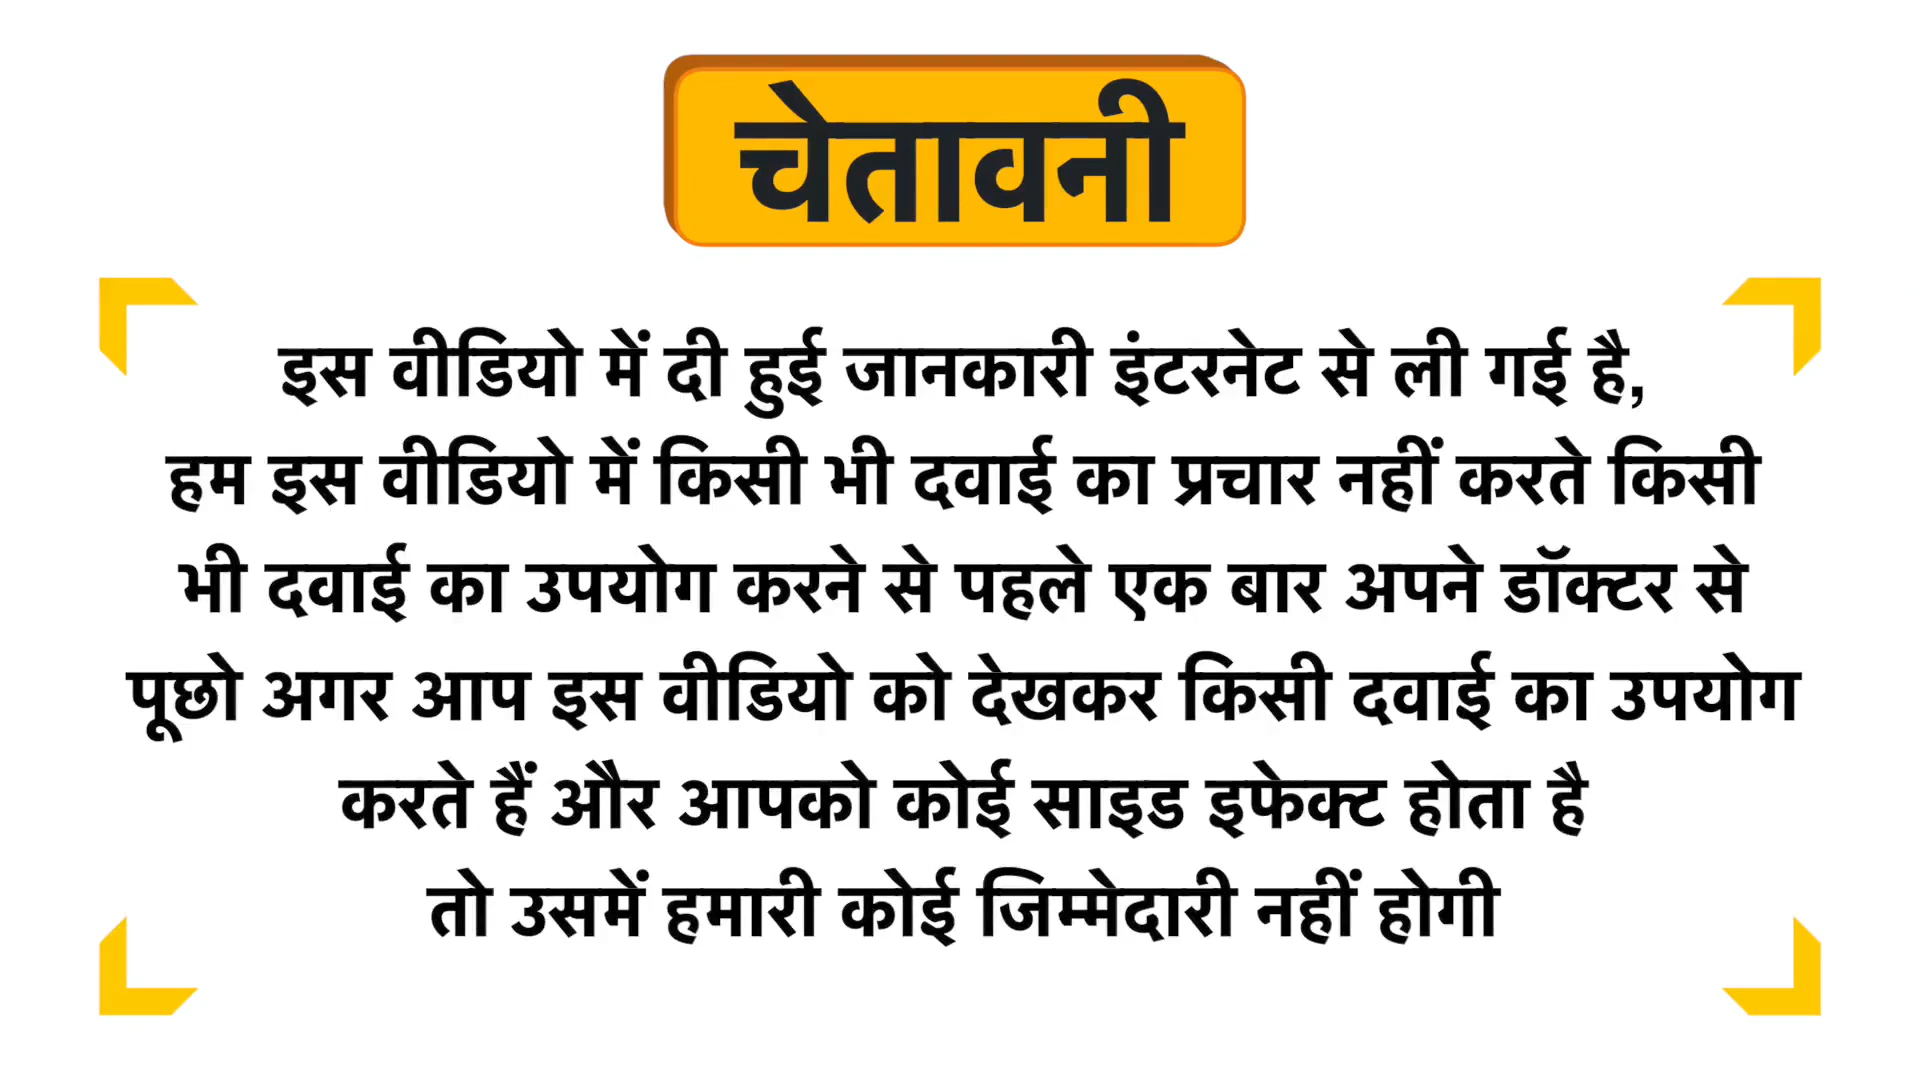 चेतावनी
इस वीडियो में दी हुई जानकारी इंटरनेट से ली गई है,
हम इस वीडियो में किसी भी दवाई का प्रचार नहीं करते किसी
भी दवाई का उपयोग करने से पहले एक बार अपने डॉक्टर से
पूछो अगर आप इस वीडियो को देखकर किसी दवाई का उपयोग
करते हैं और आपको कोई साइड इफेक्ट होता है
तो उसमें हमारी कोई जिम्मेदारी नहीं होगी